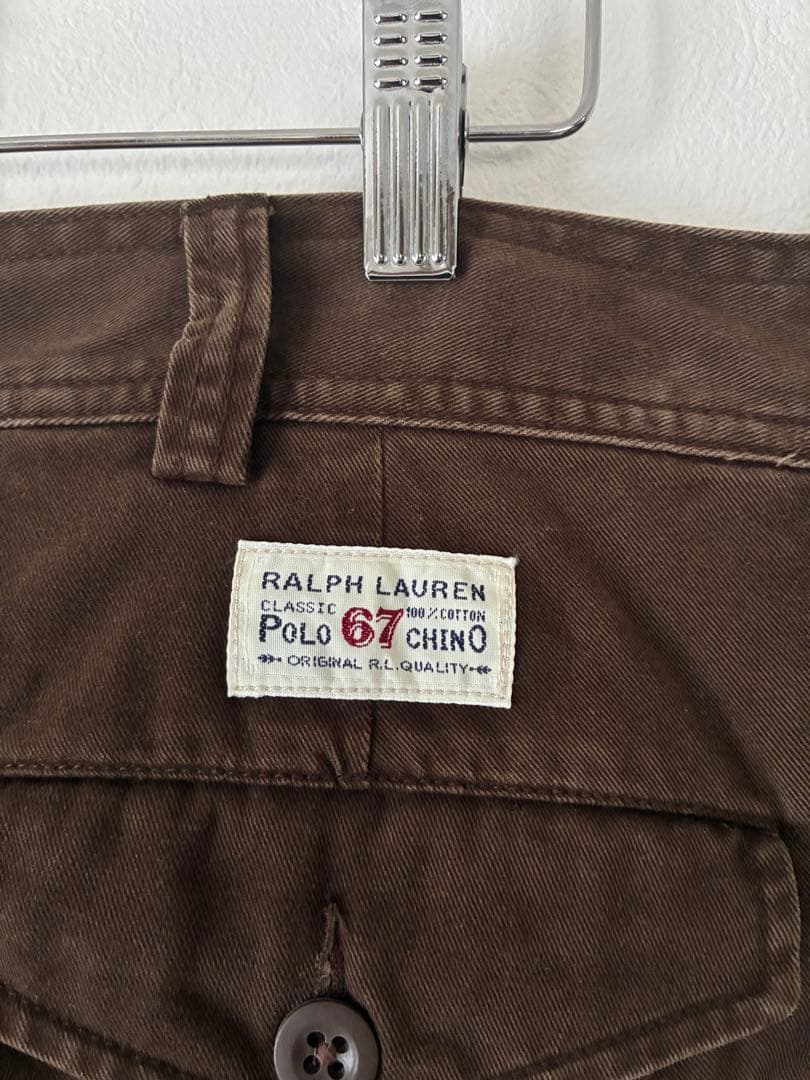 RALPH LAUREN
CLASSIC 100% COTTON
POLO 67 CHINO
ORIGINAL R.L. QUALITY